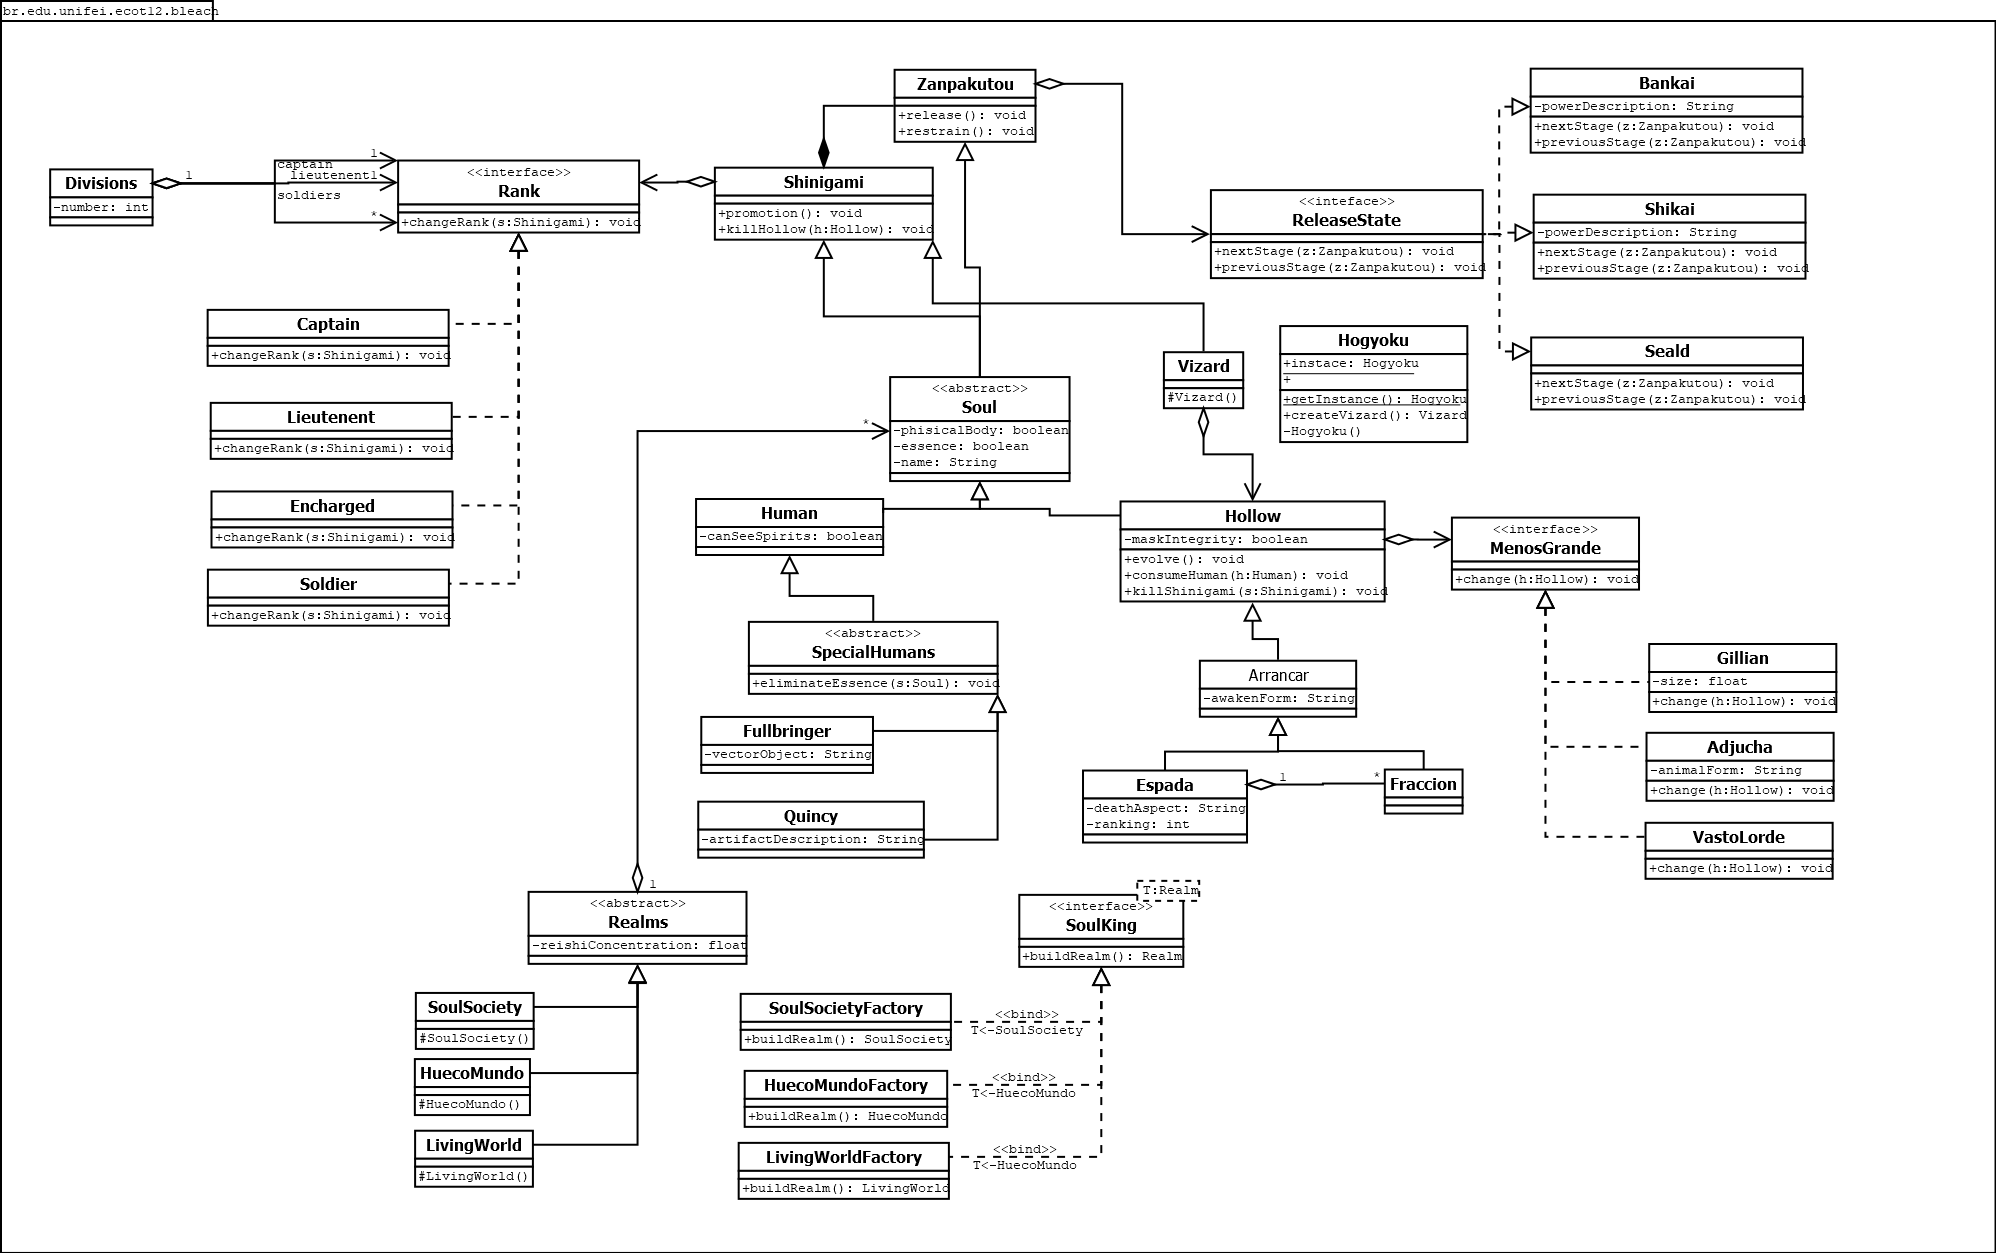 br.edu.unifei.ecot12.bleach
Divisions
-number: int
1
1
captain
lieutenent1
soldiers
*
<<interface>>
Rank
+changeRank(s:Shinigami): void
Captain
+changeRank(s:Shinigami): void
Lieutenent
+changeRank(s:Shinigami): void
Encharged
+changeRank(s:Shinigami): void
Soldier
+changeRank(s:Shinigami): void
Shinigami
+promotion(): void
+killHollow(h:Hollow): void
Zanpakutou
+release(): void
+restrain(): void
<<inteface>>
ReleaseState
+nextStage(z:Zanpakutou): void
+previousStage(z:Zanpakutou): void
Bankai
-powerDescription: String
+nextStage(z:Zanpakutou): void
+previousStage(z:Zanpakutou): void
Shikai
-powerDescription: String
+nextStage(z:Zanpakutou): void
+previousStage(z:Zanpakutou): void
Seald
+nextStage(z:Zanpakutou): void
+previousStage(z:Zanpakutou): void
Hogyoku
+instace: Hogyoku
+
+getInstance(): Hogyoku
+createVizard(): Vizard
-Hogyoku()
Vizard
#Vizard()
<<abstract>>
Soul
-phisicalBody: boolean
-essence: boolean
-name: String
*
Human
-canSeeSpirits: boolean
Hollow
-maskIntegrity: boolean
+evolve(): void
+consumeHuman(h:Human): void
+killShinigami(s:Shinigami): void
<<interface>>
MenosGrande
+change(h:Hollow): void
<<abstract>>
SpecialHumans
+eliminateEssence(s:Soul): void
Fullbringer
-vectorObject: String
Quincy
-artifactDescription: String
Arrancar
-awakenForm: String
Espada
-deathAspect: String
-ranking: int
1
*
Fraccion
Gillian
-size: float
+change(h:Hollow): void
Adjucha
-animalForm: String
+change(h:Hollow): void
VastoLorde
+change(h:Hollow): void
1
<<abstract>>
Realms
-reishiConcentration: float
SoulSociety
#SoulSociety()
HuecoMundo
#HuecoMundo()
LivingWorld
#LivingWorld()
T:Realm
<<interface>>
SoulKing
+buildRealm(): Realm
SoulSocietyFactory
+buildRealm(): SoulSociety
<<bind>>
T<-SoulSociety
HuecoMundoFactory
+buildRealm(): HuecoMundo
<<bind>>
T<-HuecoMundo
LivingWorldFactory
+buildRealm(): LivingWorld
<<bind>>
T<-HuecoMundo